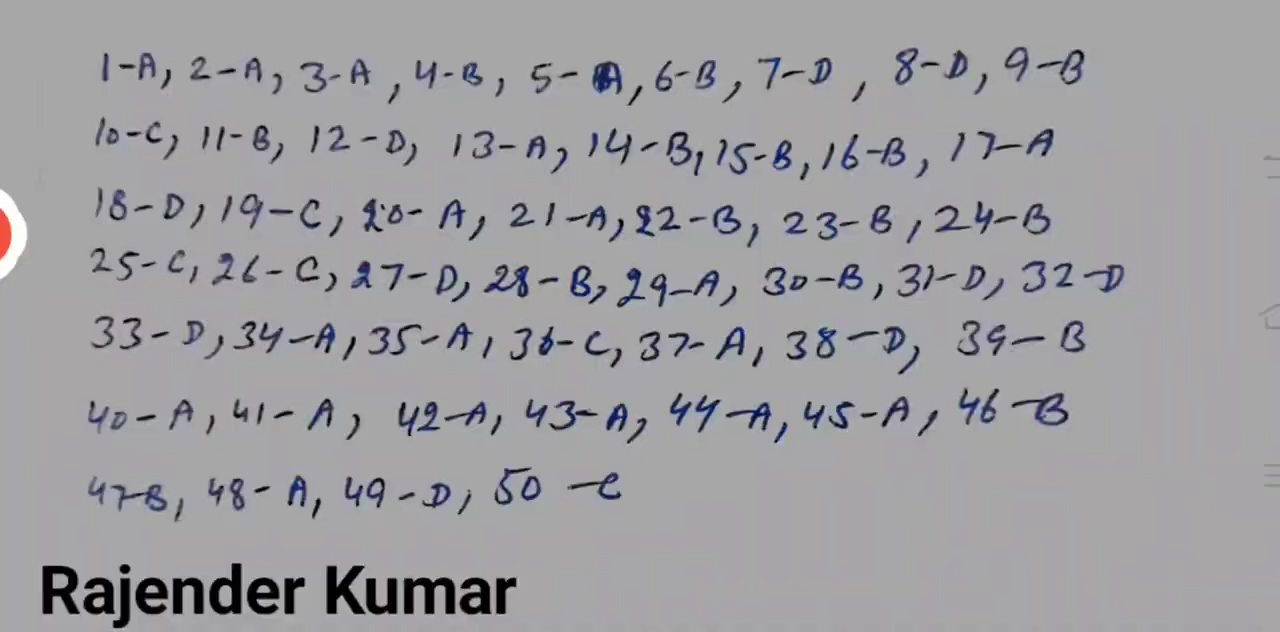 1-A, 2-A, 3-A, 4-B, 5-A, 6-B, 7-D, 8-D, 9-B
10-C, 11-B, 12-D, 13-A, 14-B, 15-B, 16-B, 17-A
18-D, 19-C, 20-A, 21-A, 22-B, 23-B, 24-B
25-C, 26-C, 27-D, 28-B, 29-A, 30-B, 31-D, 32-D
33-D, 34-A, 35-A, 36-C, 37-A, 38-D, 39-B
40-A, 41-A, 42-A, 43-A, 44-A, 45-A, 46-B
47-B, 48-A, 49-D, 50-C
Rajender Kumar